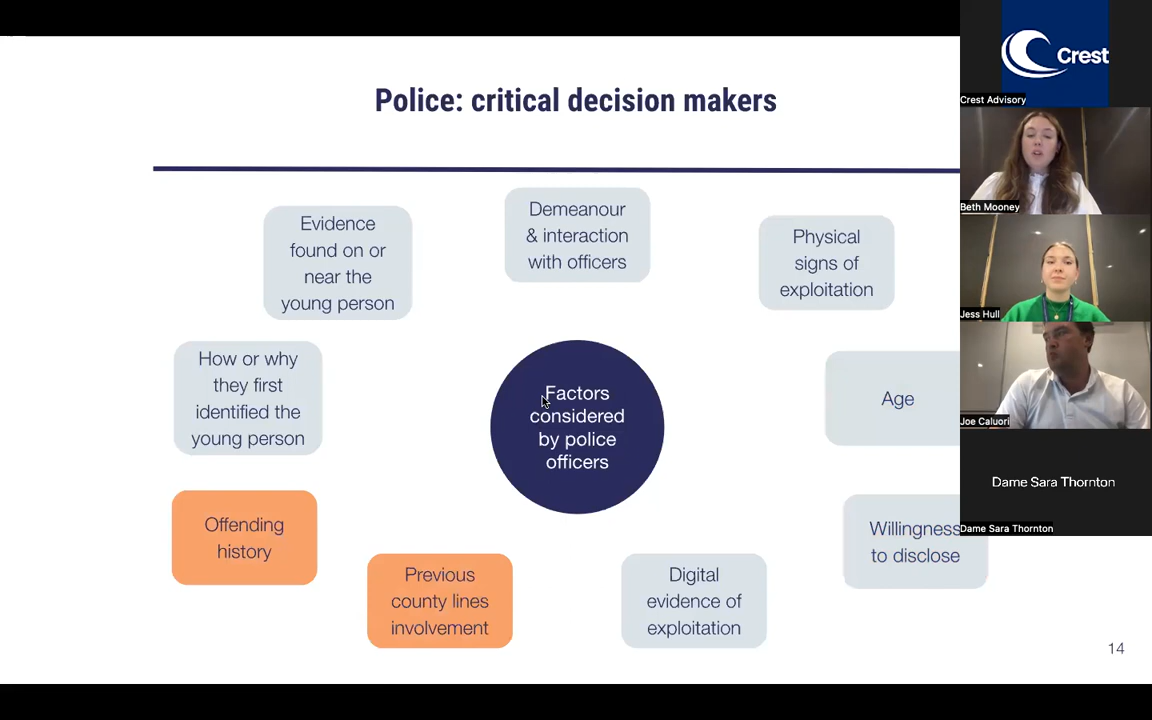 Police: critical decision makers
Evidence
found on or
near the
young person
Demeanour
& interaction
with officers
Physical
signs of
exploitation
How or why
they first
identified the
young person
Factors
considered
by police
officers
Age
Offending
history
Previous
county lines
involvement
Digital
evidence of
exploitation
Willingness
to disclose
14
Crest
Crest Advisory
Beth Mooney
Jess Hull
Joe Caluori
Dame Sara Thornton
Dame Sara Thornton